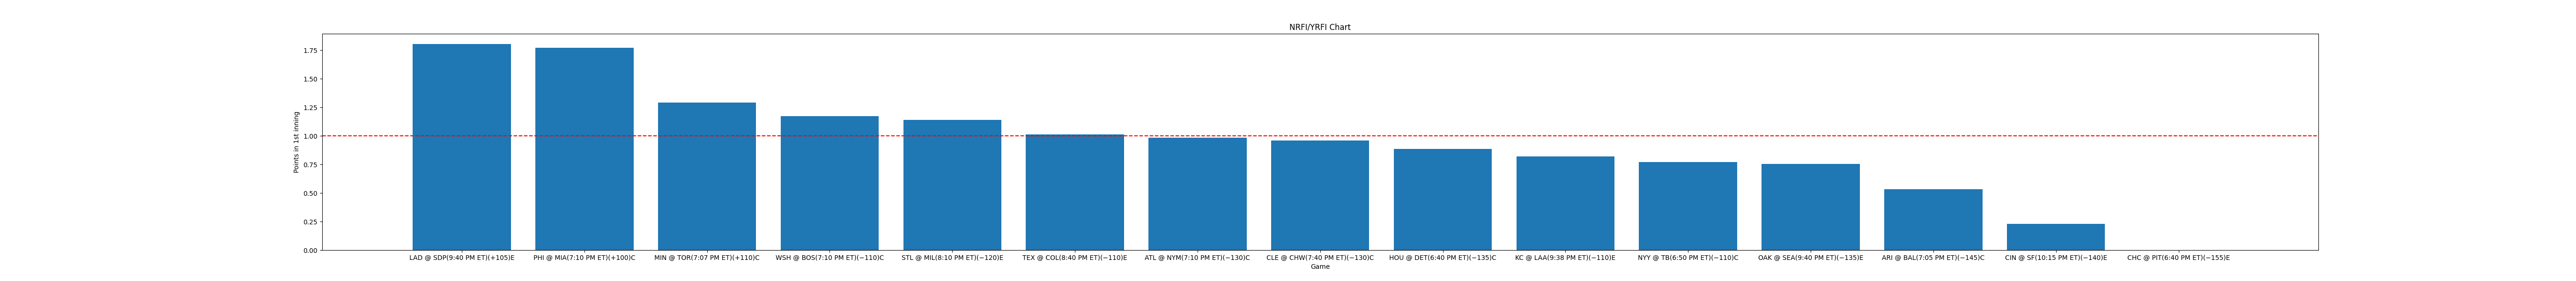 NRFI/YRFI Chart
Points in 1st inning
1.75
1.50
1.25
1.00
0.75
0.50
0.25
0.00
LAD @ SDP(9:40 PM ET)(+105)E
PHI @ MIA(7:10 PM ET)(+100)C
MIN @ TOR(7:07 PM ET)(+110)C
WSH @ BOS(7:10 PM ET)(−110)C
STL @ MIL(8:10 PM ET)(−120)E
TEX @ COL(8:40 PM ET)(−110)E
ATL @ NYM(7:10 PM ET)(−130)C
CLE @ CHW(7:40 PM ET)(−130)C
HOU @ DET(6:40 PM ET)(−135)C
KC @ LAA(9:38 PM ET)(−110)E
NYY @ TB(6:50 PM ET)(−110)C
OAK @ SEA(9:40 PM ET)(−135)E
ARI @ BAL(7:05 PM ET)(−145)C
CIN @ SF(10:15 PM ET)(−140)E
CHC @ PIT(6:40 PM ET)(−155)E
Game